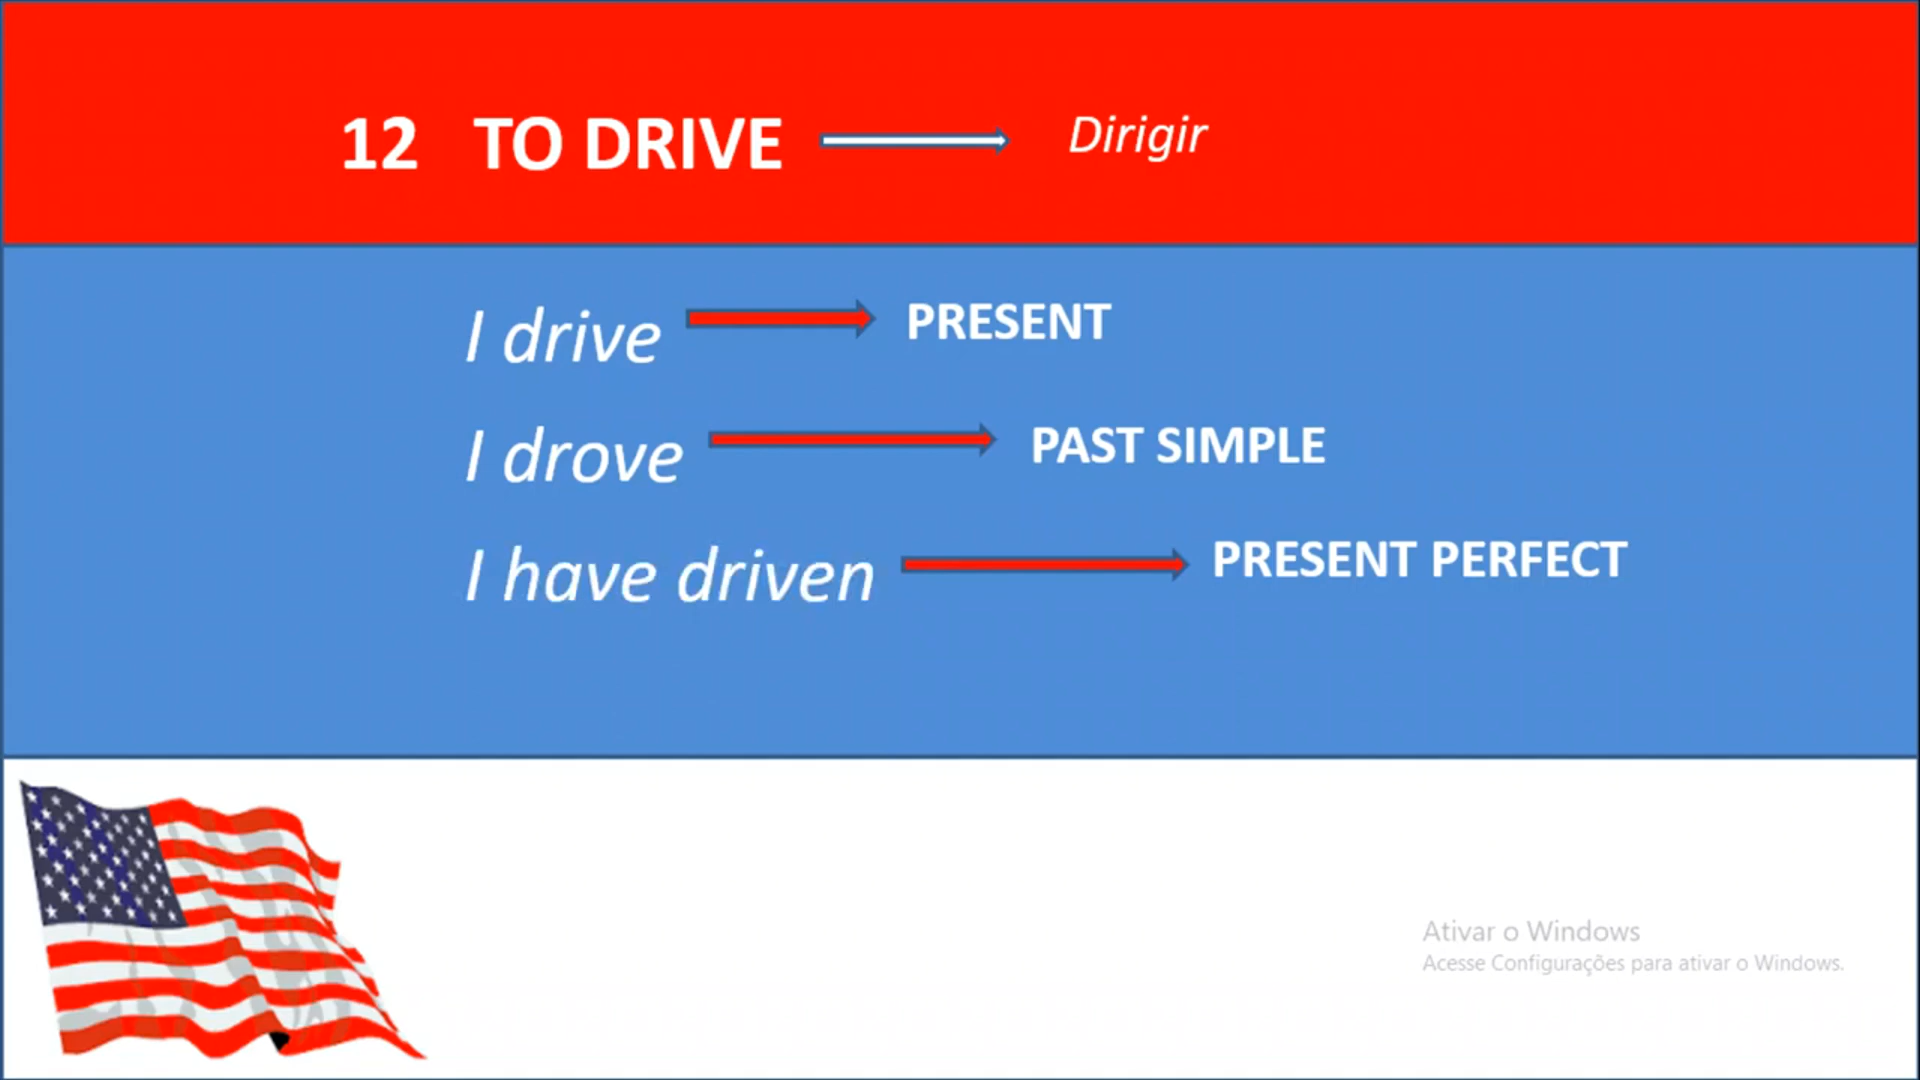 12 TO DRIVE Dirigir
I drive PRESENT
I drove PAST SIMPLE
I have driven PRESENT PERFECT
Ativar o Windows
Acesse Configurações para ativar o Windows.